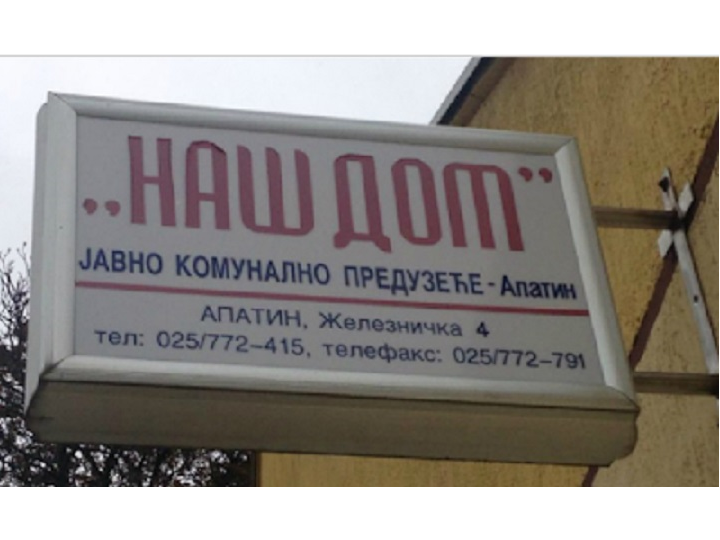 „НАШ ДОМ”
ЈАВНО КОМУНАЛНО ПРЕДУЗЕЋЕ - Апатин
АПАТИН, Железничка 4
тел: 025/772-415, телефакс: 025/772-791